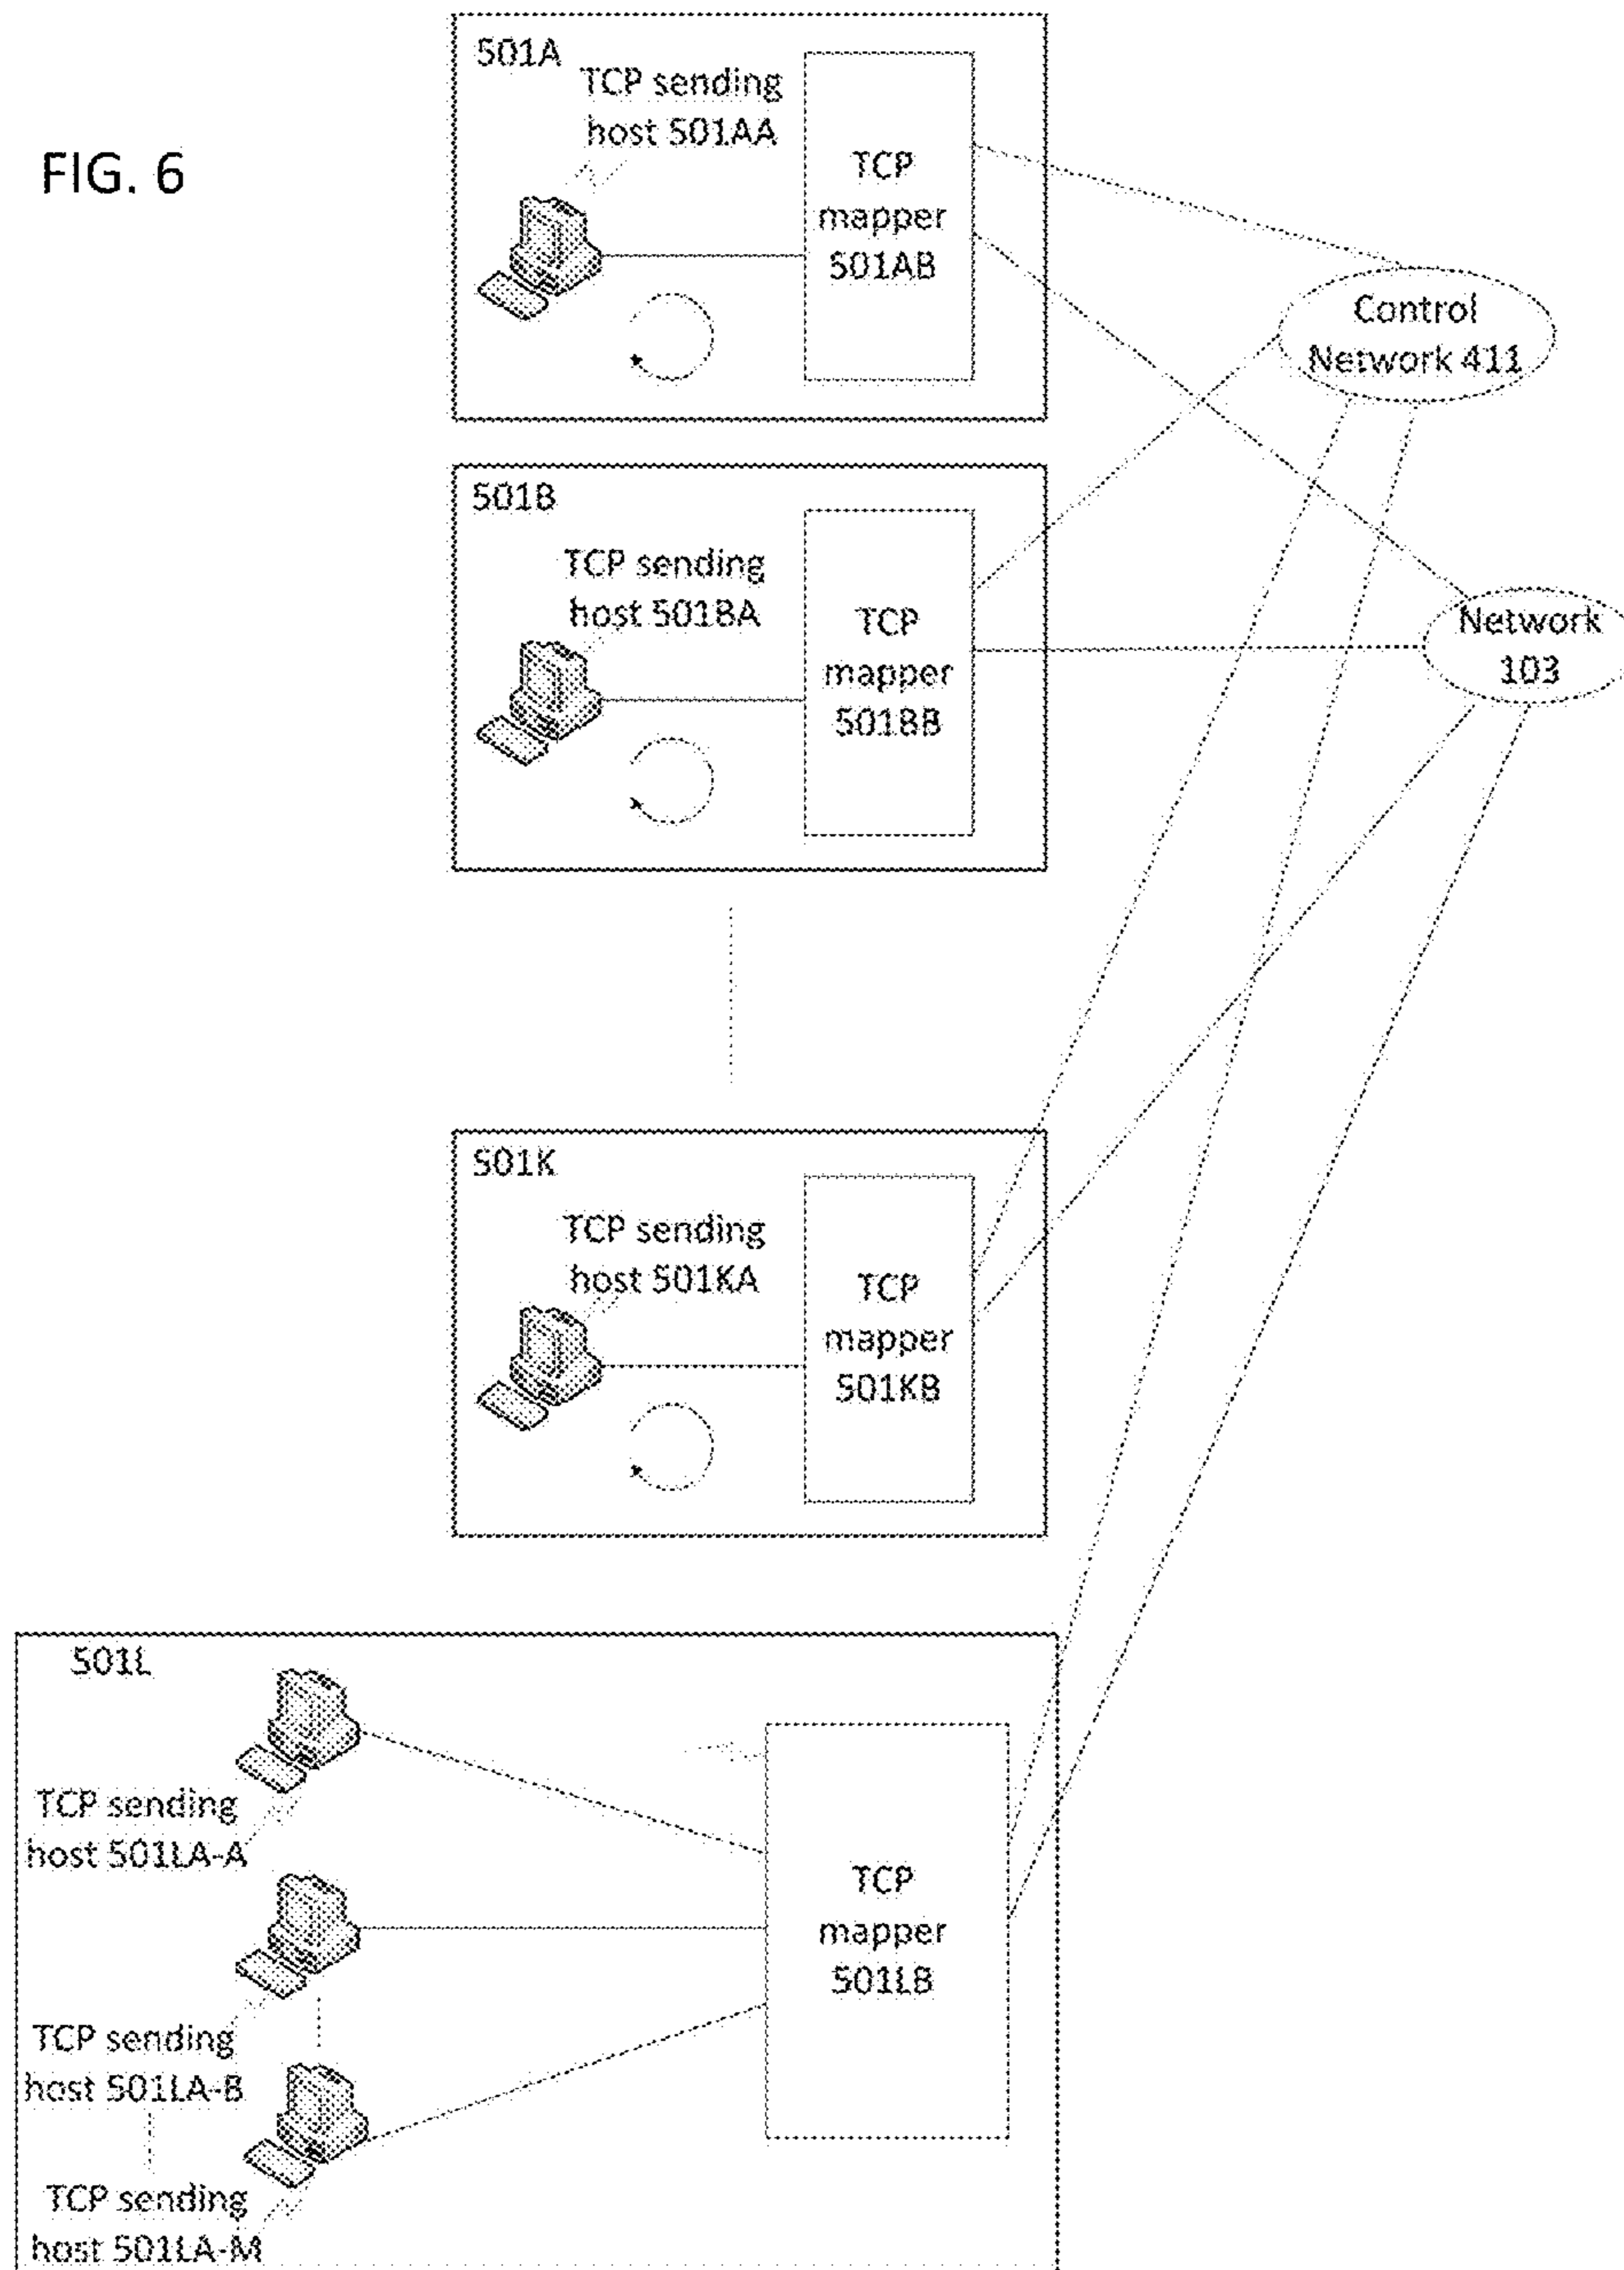 FIG. 6
501A
TCP sending
host 501AA
TCP
mapper
501AB
Control
Network 411
501B
TCP sending
host 501BA
TCP
mapper
501BB
Network
103
501K
TCP sending
host 501KA
TCP
mapper
501KB
501L
TCP sending
host 501LA-A
TCP
mapper
501LB
TCP sending
host 501LA-B
TCP sending
host 501LA-M